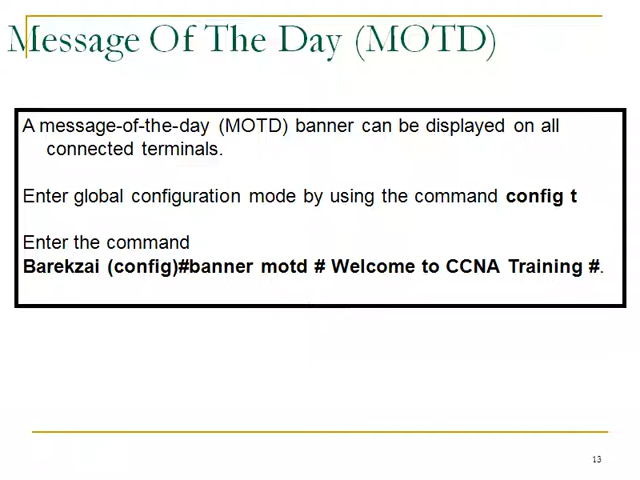 Message Of The Day (MOTD)
A message-of-the-day (MOTD) banner can be displayed on all
connected terminals.
Enter global configuration mode by using the command config t
Enter the command
Barekzai (config)#banner motd # Welcome to CCNA Training #.
13